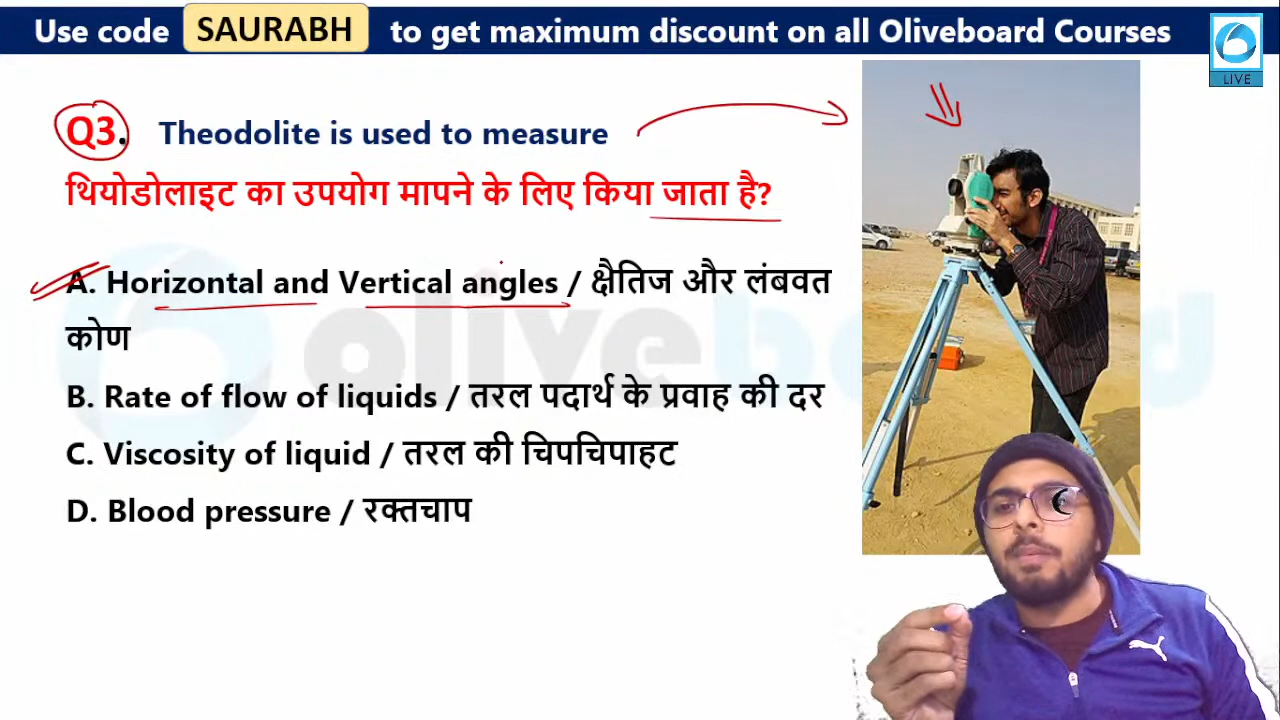 Use code SAURABH to get maximum discount on all Oliveboard Courses
LIVE
Q3. Theodolite is used to measure
थियोडोलाइट का उपयोग मापने के लिए किया जाता है?
A. Horizontal and Vertical angles / क्षैतिज और लंबवत
कोण
B. Rate of flow of liquids / तरल पदार्थ के प्रवाह की दर
C. Viscosity of liquid / तरल की चिपचिपाहट
D. Blood pressure / रक्तचाप
oliveboard